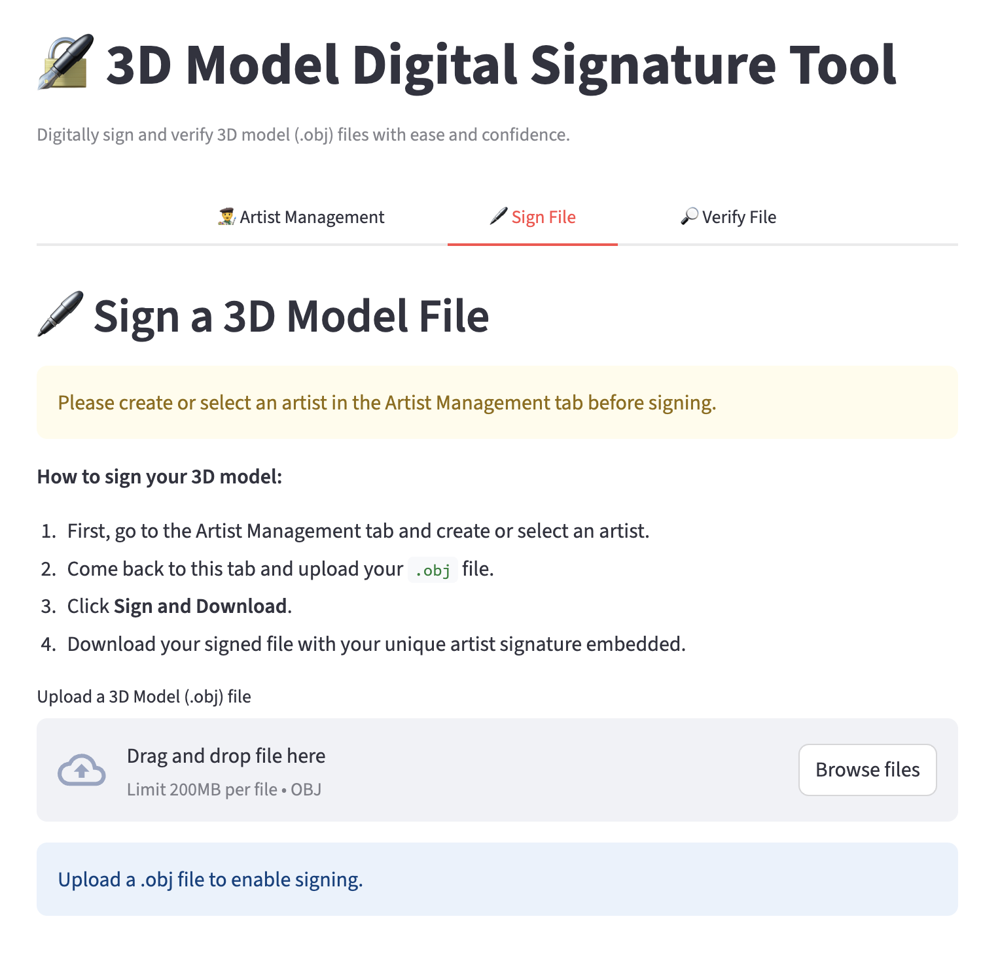 3D Model Digital Signature Tool
Digitally sign and verify 3D model (.obj) files with ease and confidence.
Artist Management
Sign File
Verify File
Sign a 3D Model File
Please create or select an artist in the Artist Management tab before signing.
How to sign your 3D model:
1. First, go to the Artist Management tab and create or select an artist.
2. Come back to this tab and upload your .obj file.
3. Click Sign and Download.
4. Download your signed file with your unique artist signature embedded.
Upload a 3D Model (.obj) file
Drag and drop file here
Limit 200MB per file • OBJ
Browse files
Upload a .obj file to enable signing.